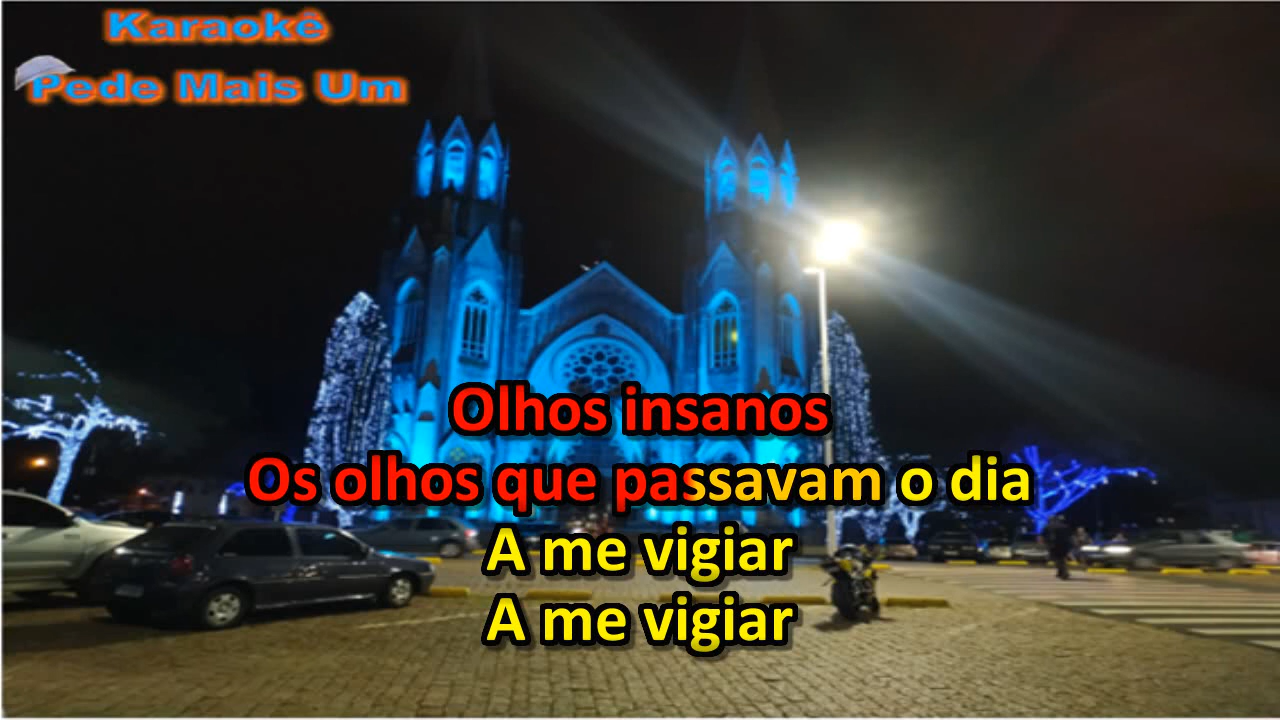 Karaokê
Pede Mais Um
Olhos insanos
Os olhos que passavam o dia
A me vigiar
A me vigiar